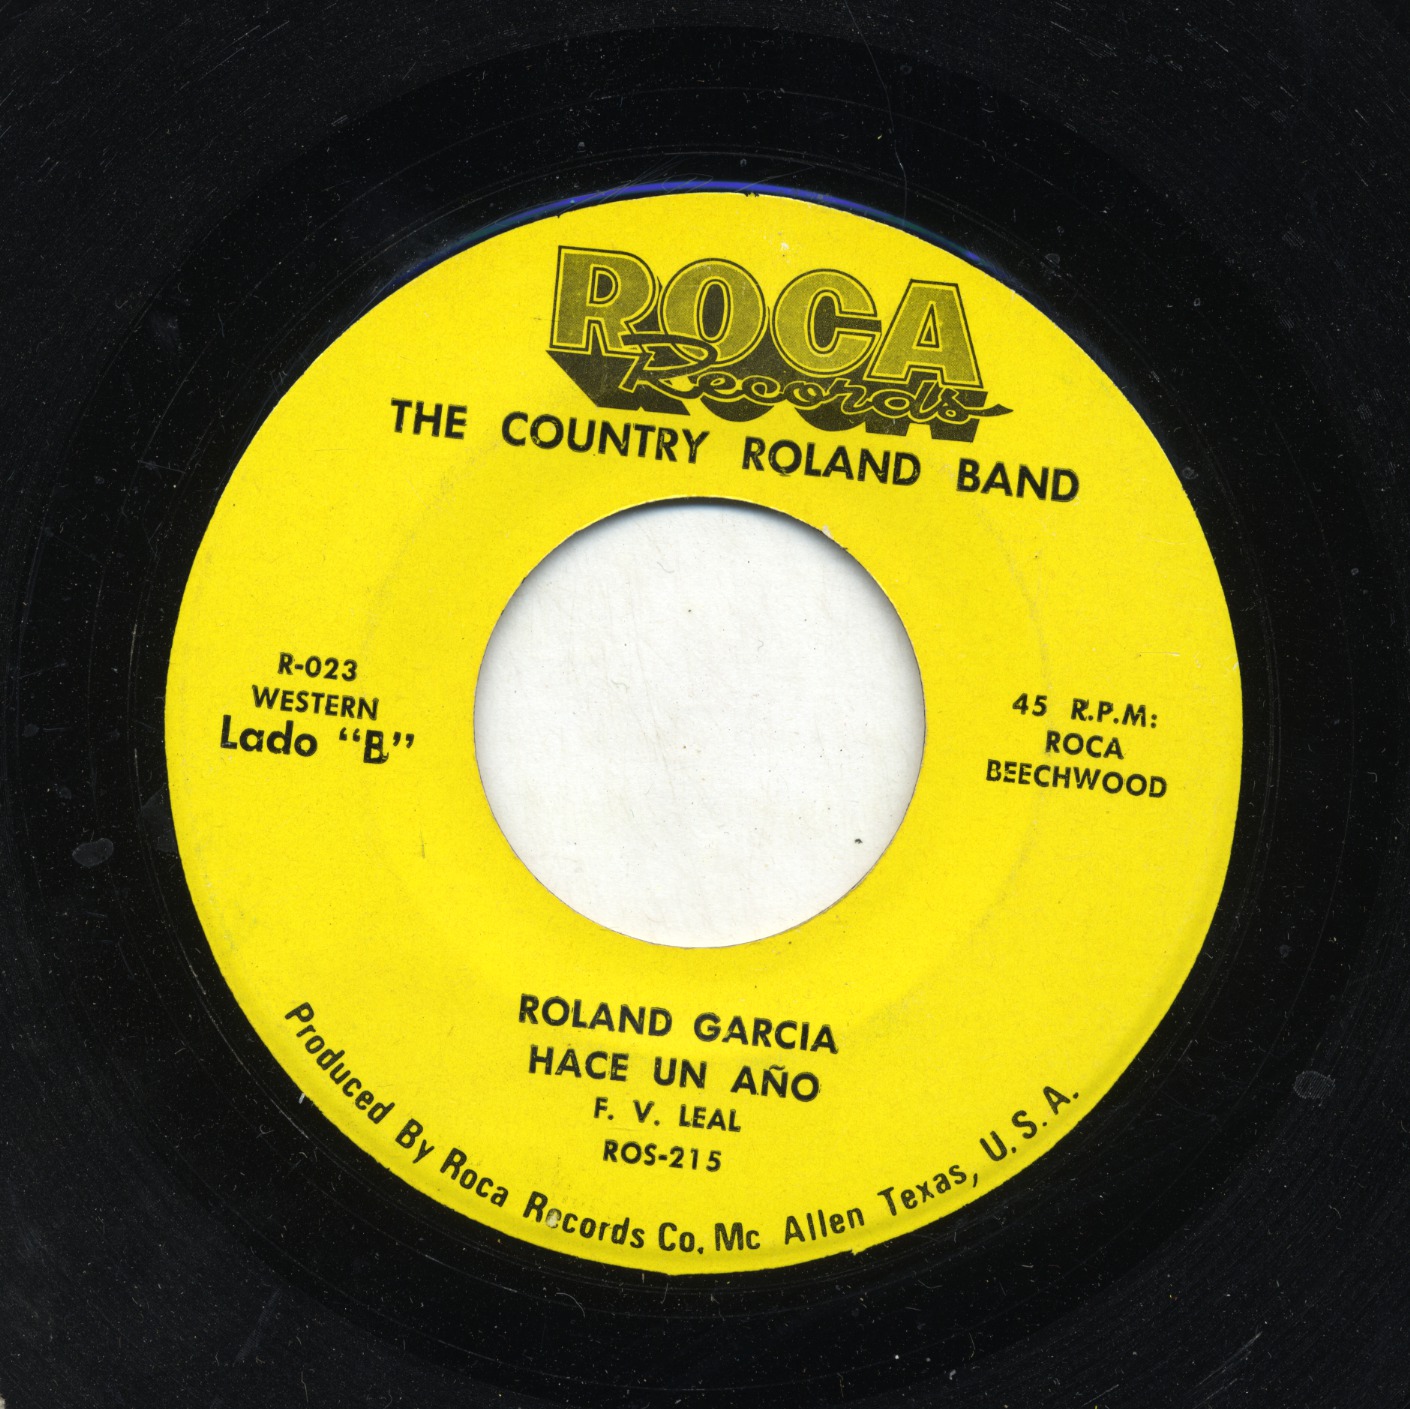 ROCA
Records
THE COUNTRY ROLAND BAND
R-023
WESTERN
Lado “B”
45 R.P.M:
ROCA
BEECHWOOD
ROLAND GARCIA
HACE UN AÑO
F. V. LEAL
ROS-215
Produced By Roca Records Co. Mc Allen Texas, U.S.A.